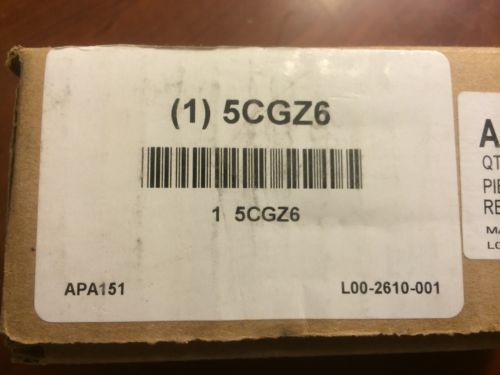 (1) 5CGZ6
1 5CGZ6
APA151 L00-2610-001
A
QT
PIE
RE
MA
LO